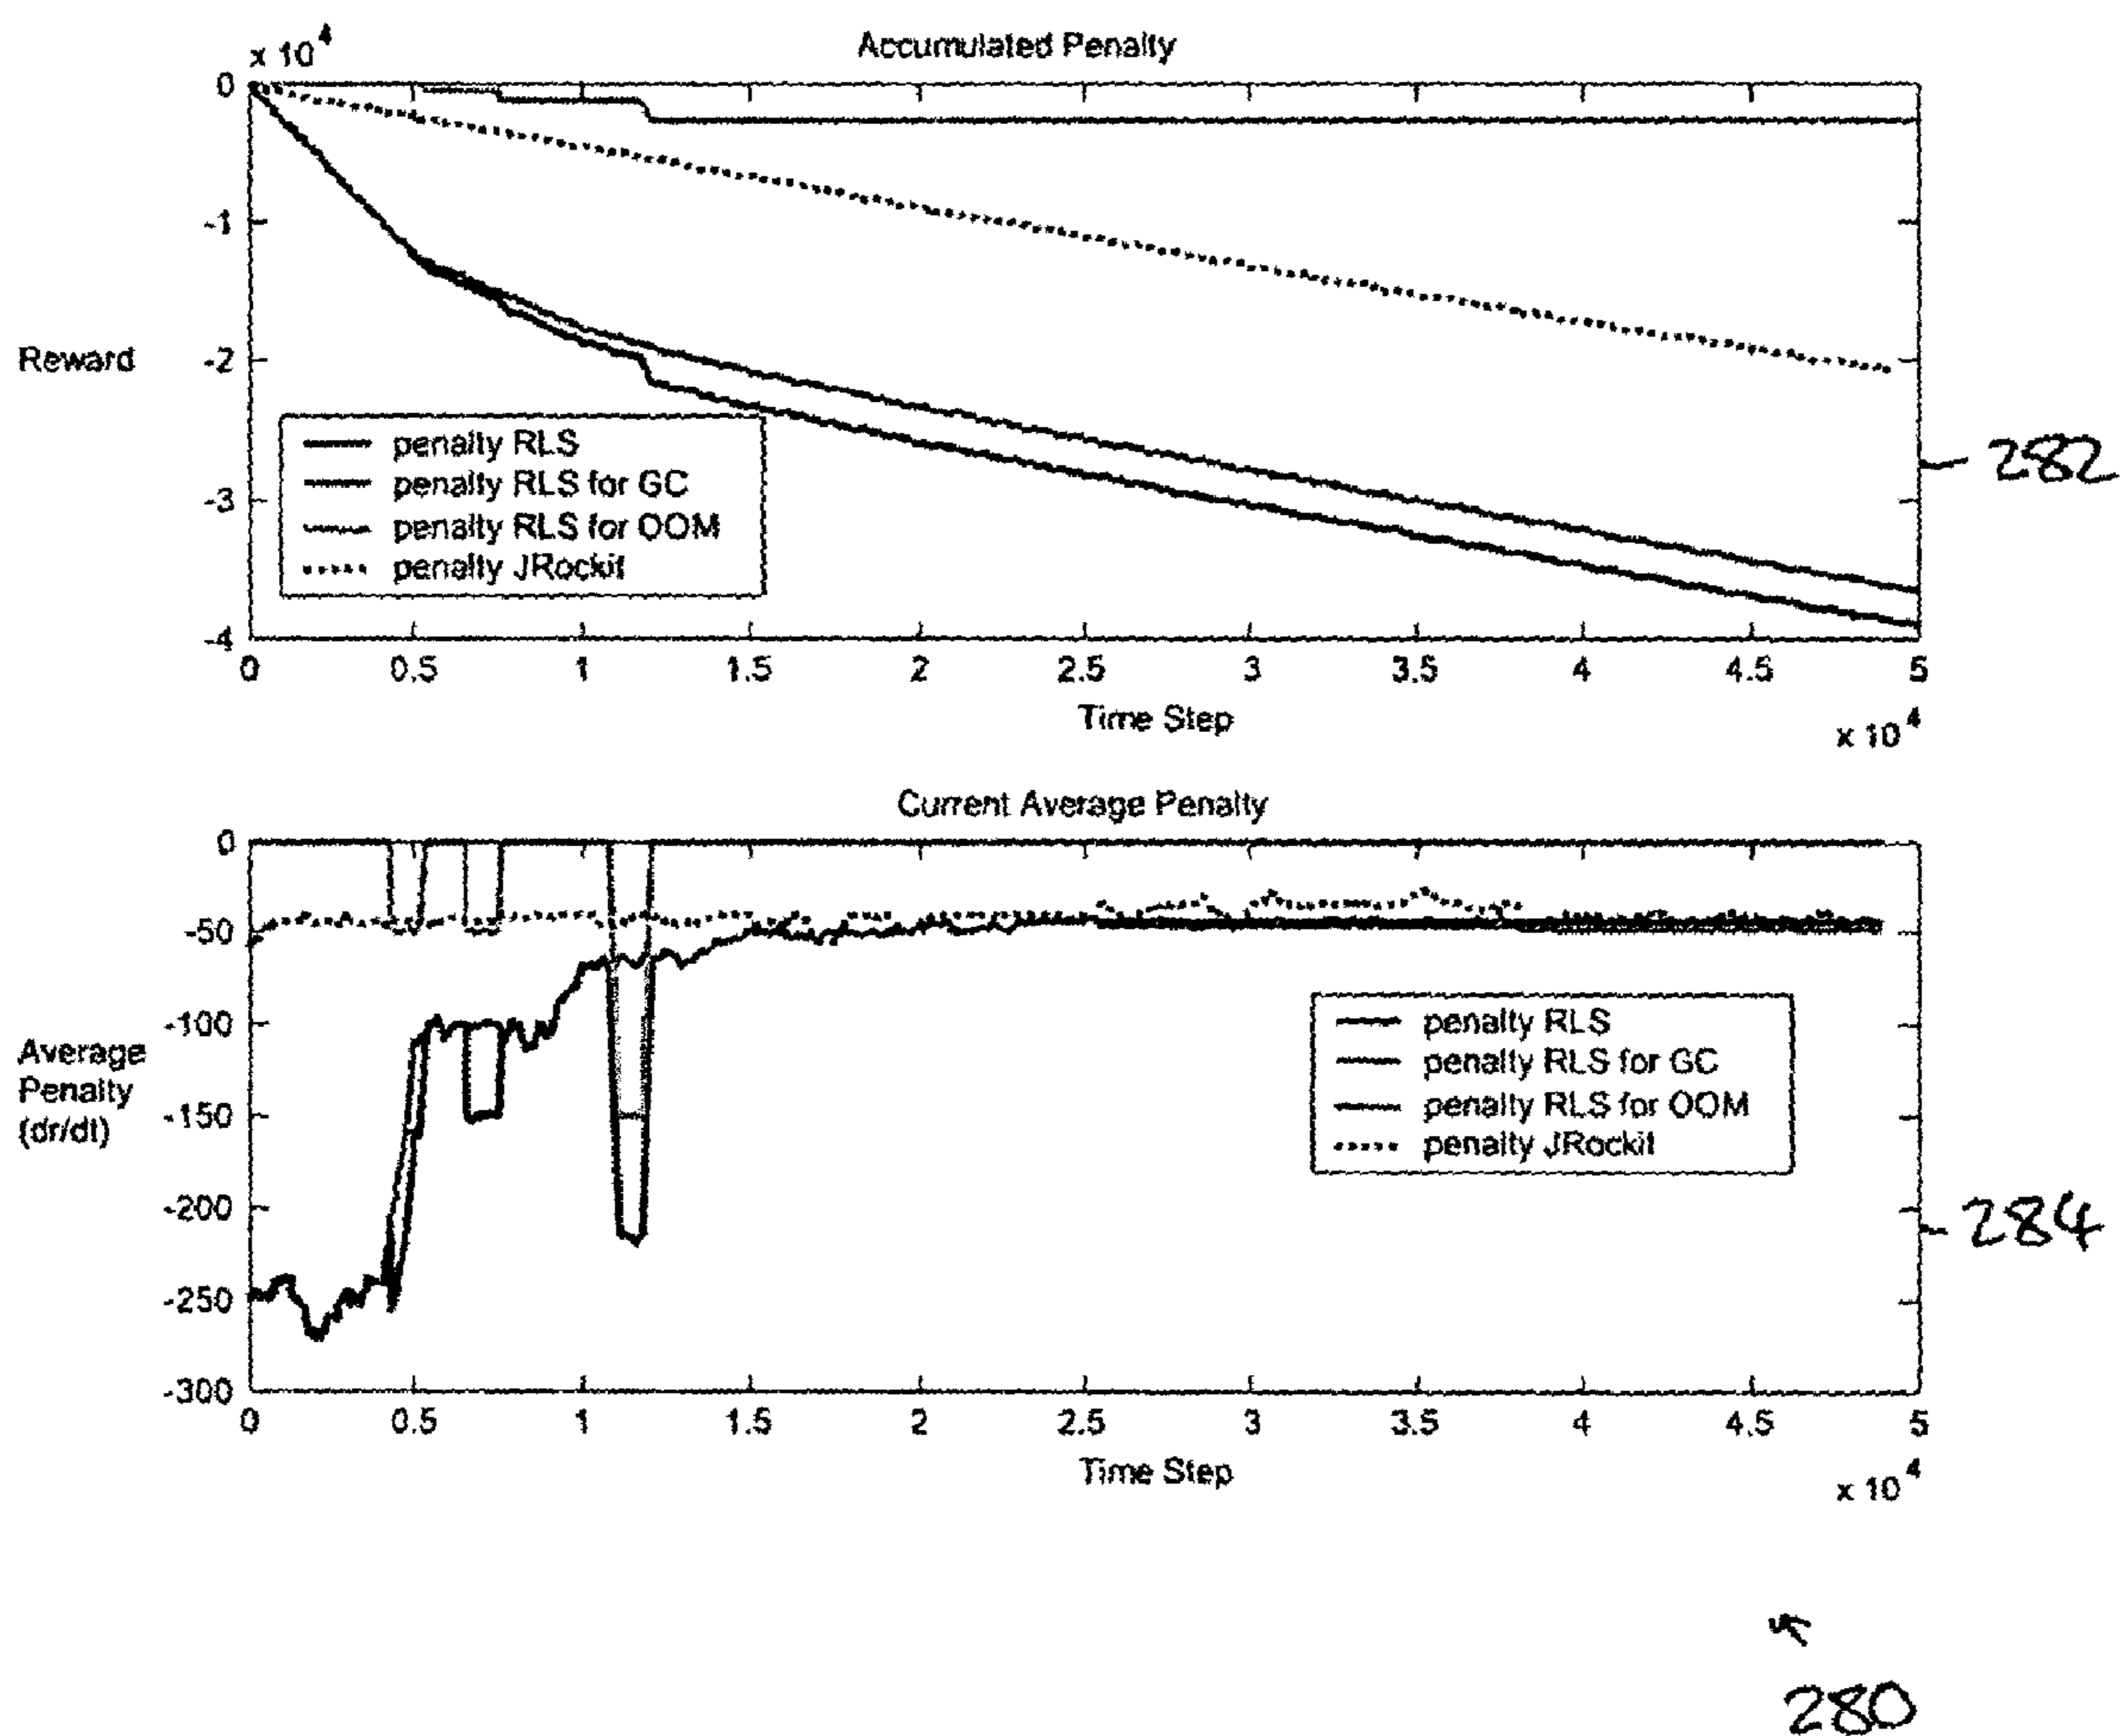 x 10^4
Accumulated Penalty
0
-1
Reward
-2
-3
-4
penalty RLS
penalty RLS for GC
penalty RLS for OOM
penalty JRockit
282
0 0.5 1 1.5 2 2.5 3 3.5 4 4.5 5
Time Step
x 10^4
Current Average Penalty
0
-50
-100
Average
Penalty
(dr/dt)
-150
-200
-250
-300
penalty RLS
penalty RLS for GC
penalty RLS for OOM
penalty JRockit
284
0 0.5 1 1.5 2 2.5 3 3.5 4 4.5 5
Time Step
x 10^4
280